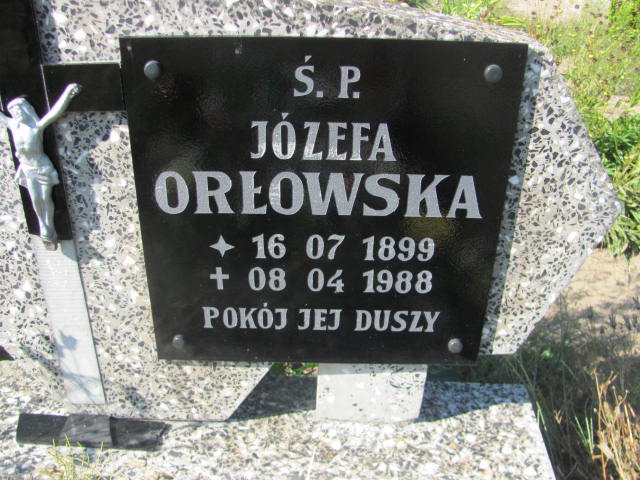 Ś. P.
JÓZEFA
ORŁOWSKA
✦ 16 07 1899
✝ 08 04 1988
POKÓJ JEJ DUSZY